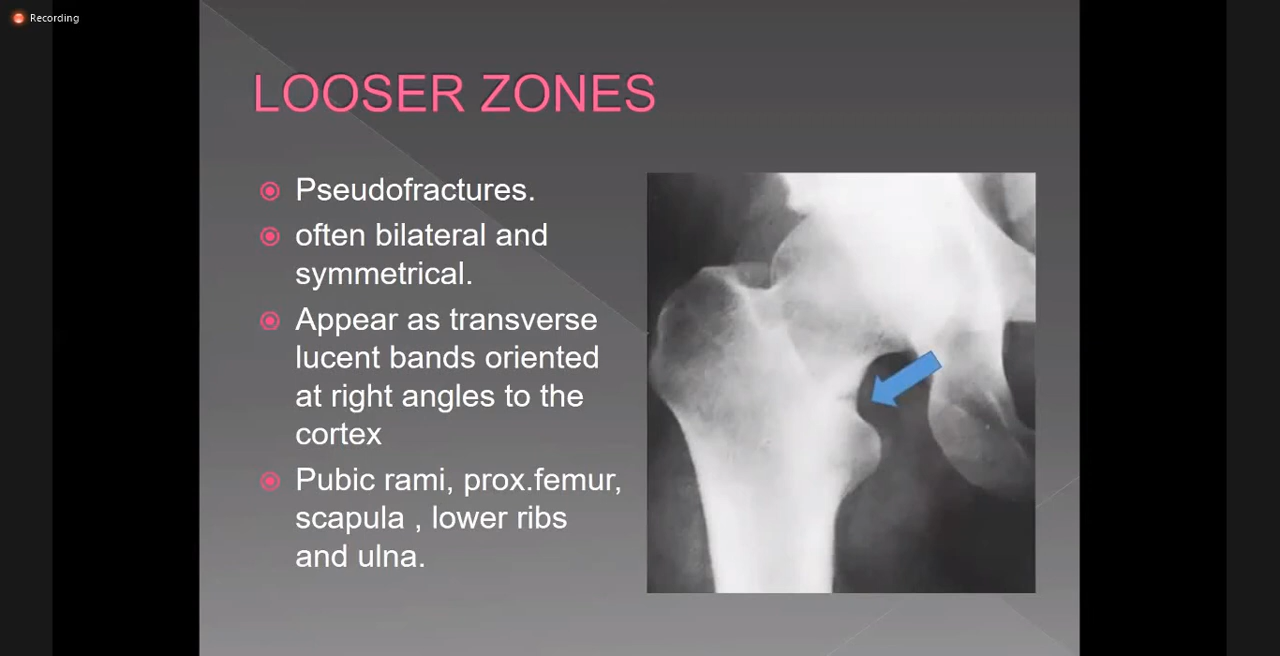 Recording
LOOSER ZONES
Pseudofractures.
often bilateral and
symmetrical.
Appear as transverse
lucent bands oriented
at right angles to the
cortex
Pubic rami, prox.femur,
scapula , lower ribs
and ulna.